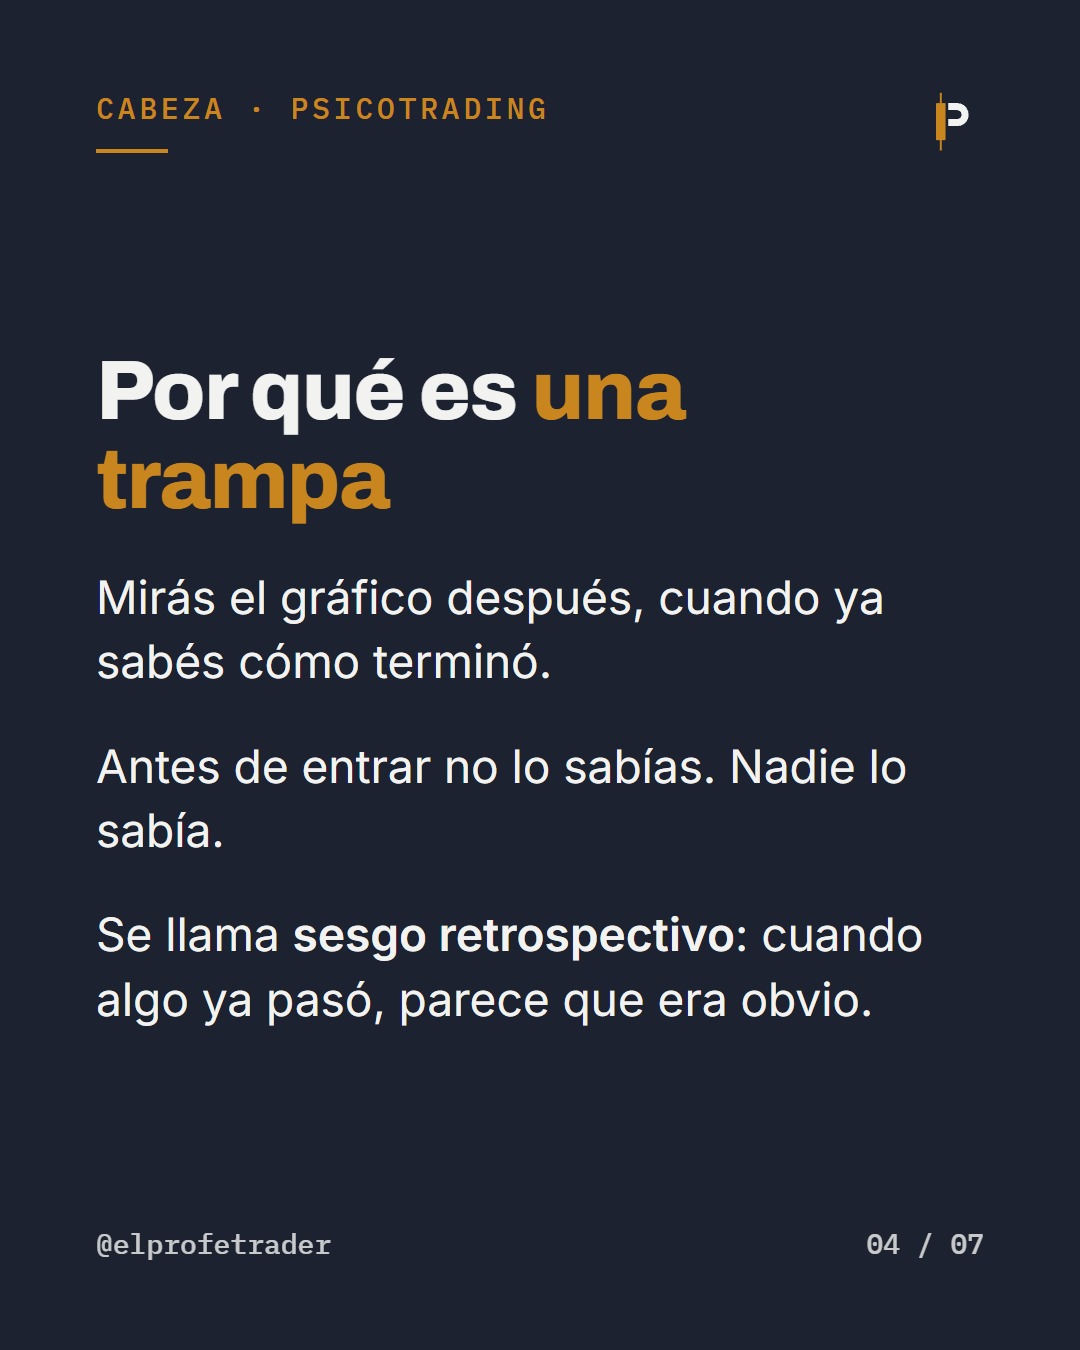 CABEZA · PSICOTRADING
P
Por qué es una
trampa
Mirás el gráfico después, cuando ya
sabés cómo terminó.
Antes de entrar no lo sabías. Nadie lo
sabía.
Se llama sesgo retrospectivo: cuando
algo ya pasó, parece que era obvio.
@elprofetrader
04 / 07